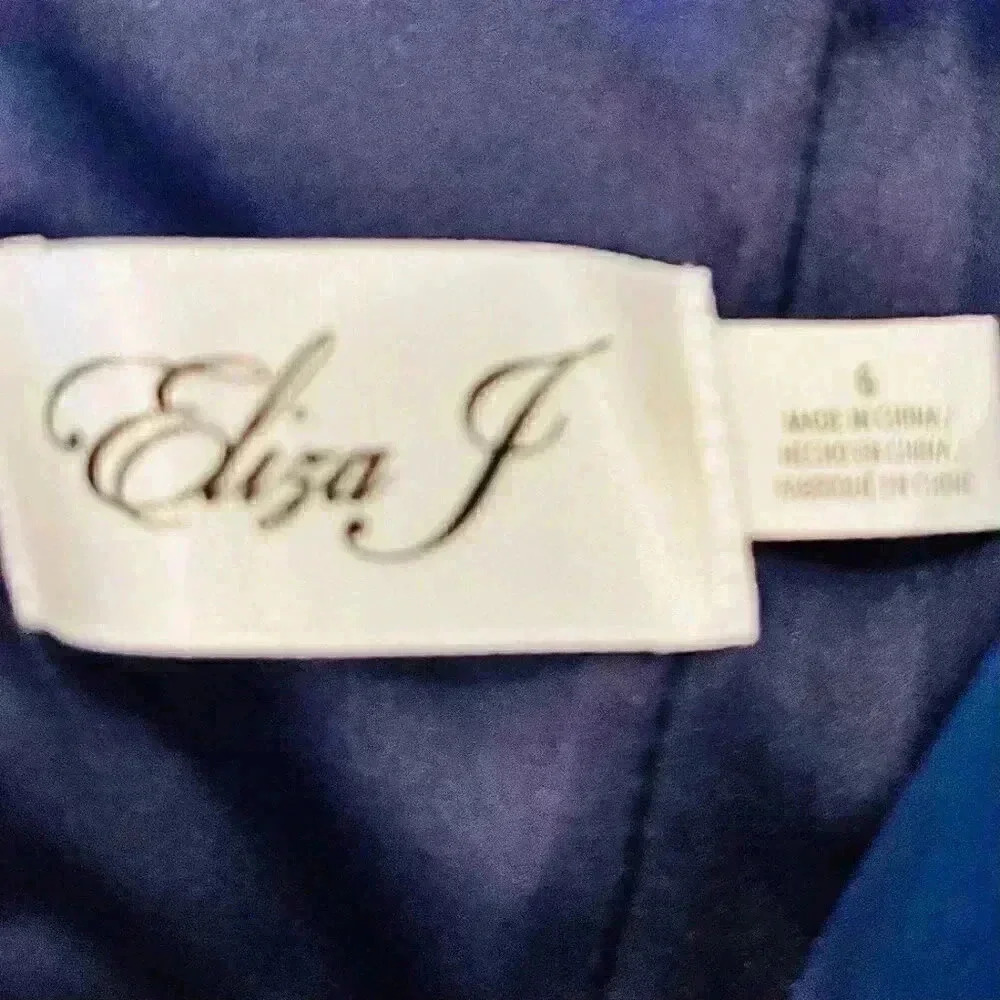 Eliza J
6
MADE IN CHINA /
HECHO EN CHINA /
FABRIQUÉ EN CHINE